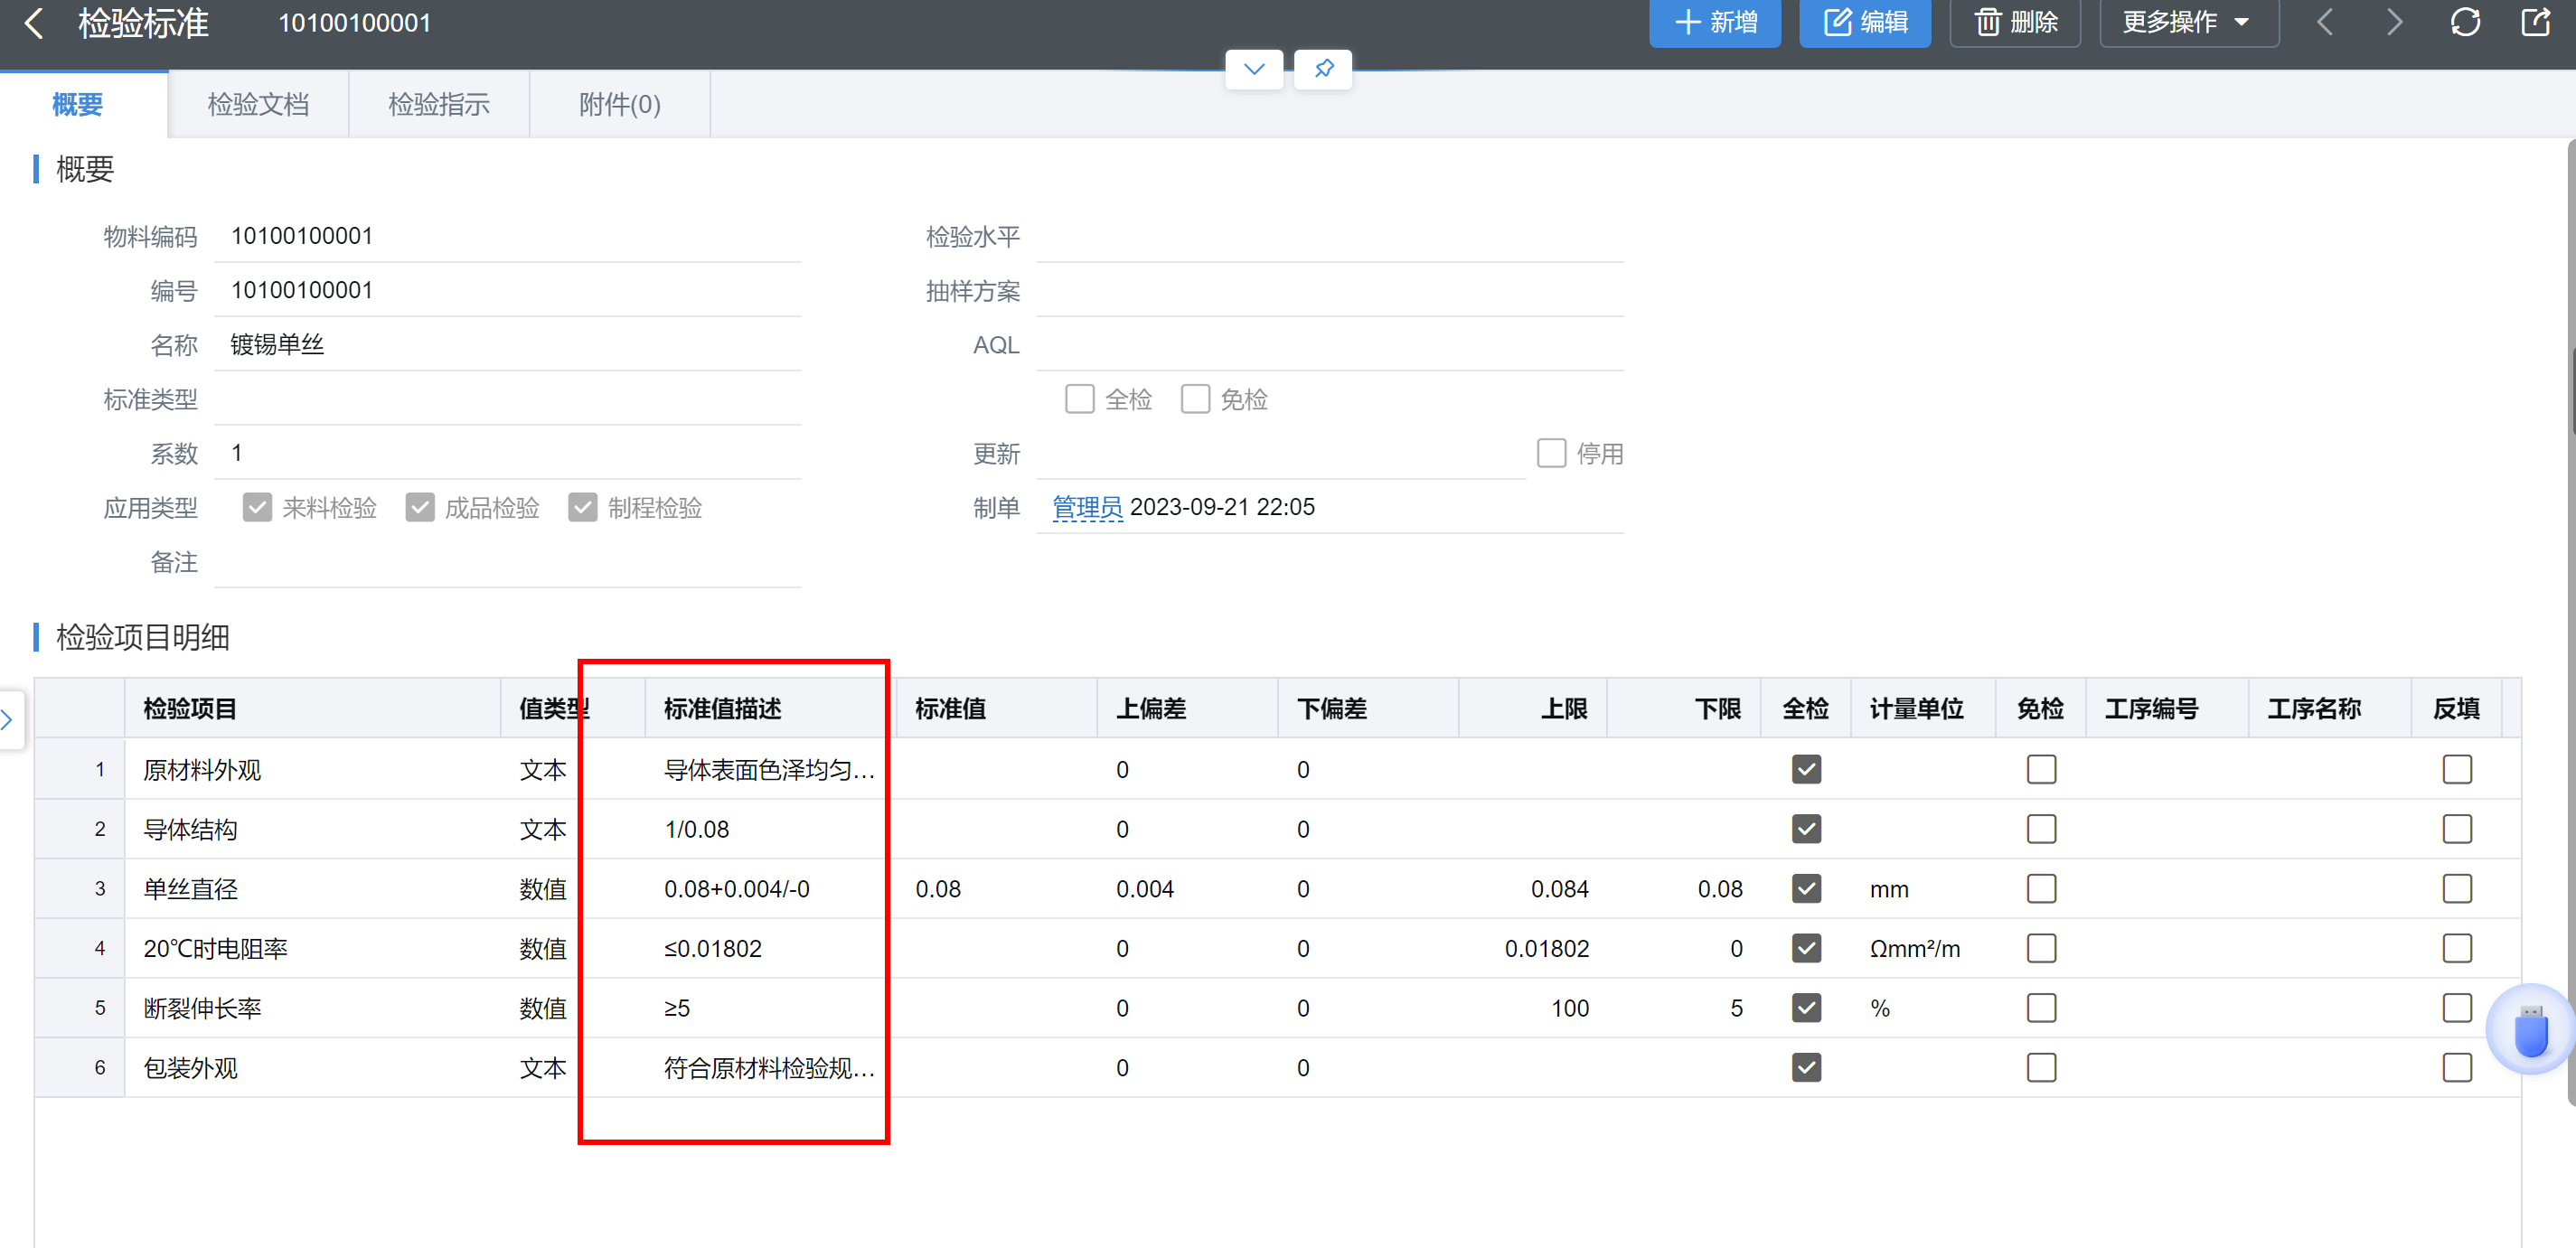 检验标准 10100100001 新增 编辑 删除 更多操作
概要 检验文档 检验指示 附件(0)
概要
物料编码 10100100001 检验水平
编号 10100100001 抽样方案
名称 镀锡单丝 AQL
标准类型 全检 免检
系数 1 更新 停用
应用类型 来料检验 成品检验 制程检验 制单 管理员 2023-09-21 22:05
备注
检验项目明细
检验项目 值类型 标准值描述 标准值 上偏差 下偏差 上限 下限 全检 计量单位 免检 工序编号 工序名称 反填
1 原材料外观 文本 导体表面色泽均匀... 0 0
2 导体结构 文本 1/0.08 0 0
3 单丝直径 数值 0.08+0.004/-0 0.08 0.004 0 0.084 0.08 mm
4 20℃时电阻率 数值 ≤0.01802 0 0 0.01802 0 Ωmm²/m
5 断裂伸长率 数值 ≥5 0 0 100 5 %
6 包装外观 文本 符合原材料检验规... 0 0